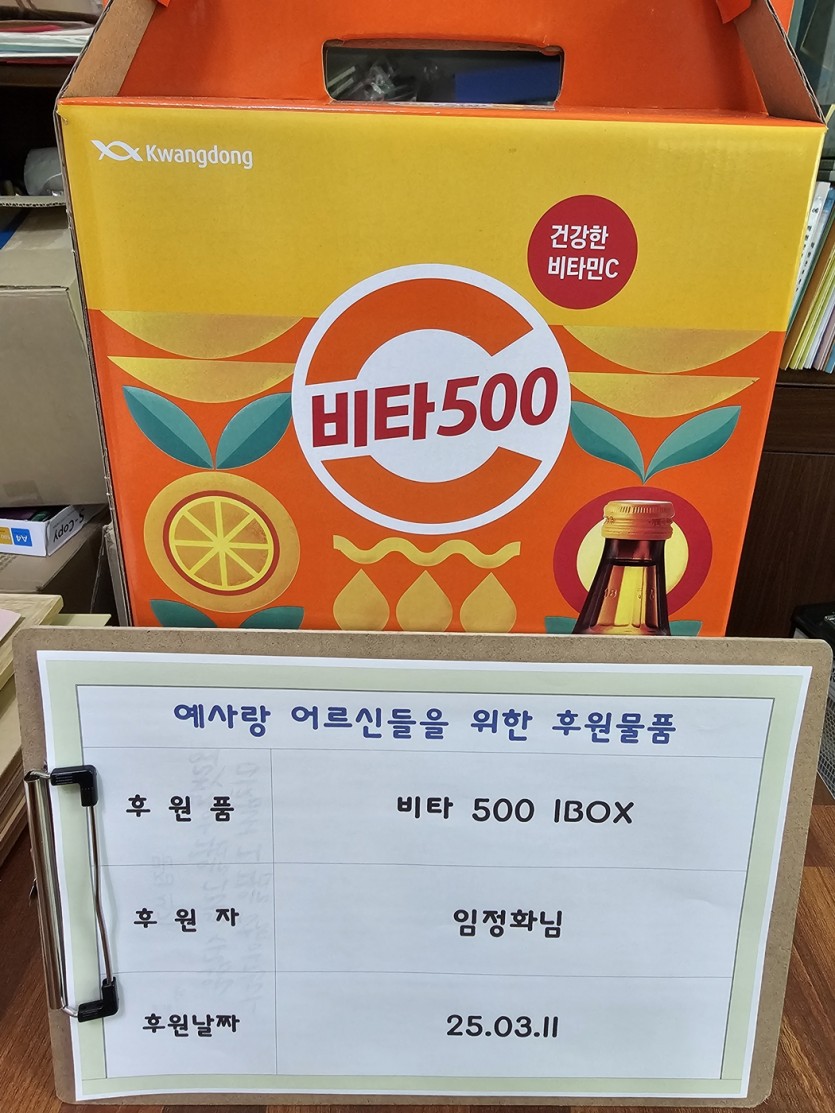 Kwangdong
건강한
비타민C
비타500
S-Copy
A4
예사랑 어르신들을 위한 후원물품
후 원 품
비타 500 1BOX
후 원 자
임정화님
후원날짜
25.03.11